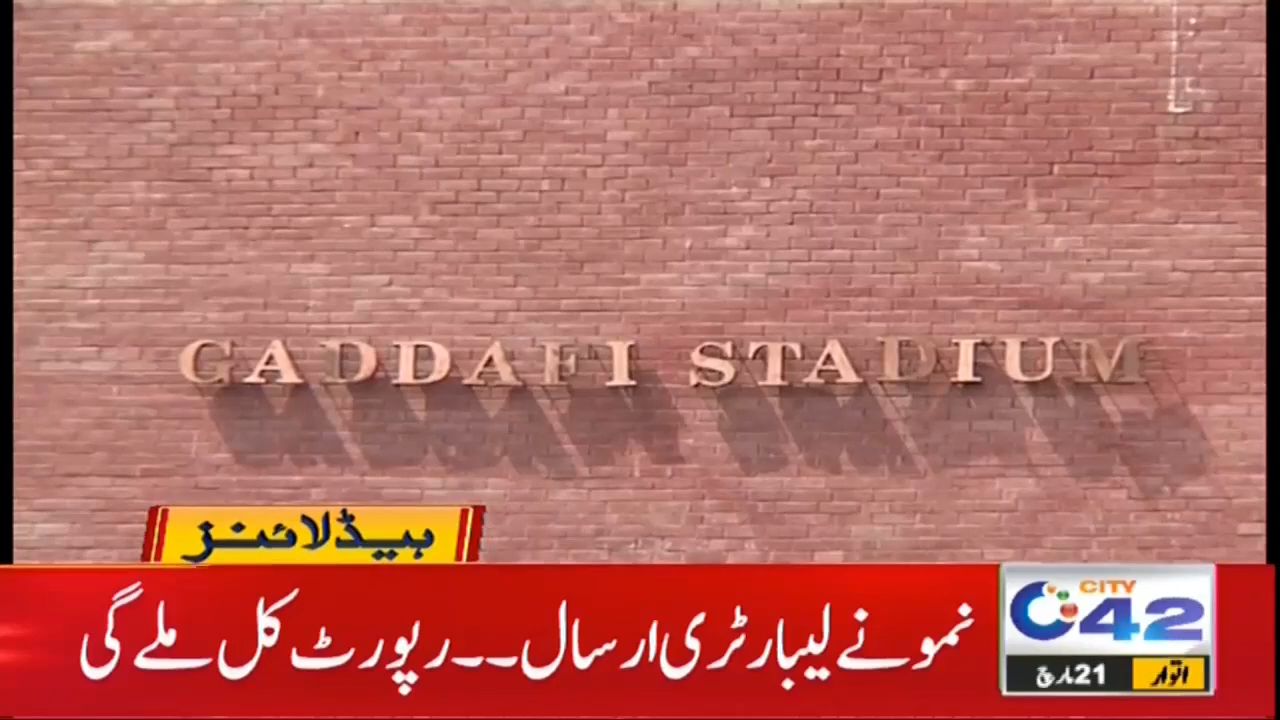 GADDAFI STADIUM
ہیڈلائنز
نمونے لیبارٹری ارسال۔۔رپورٹ کل ملے گی
CITY
42
21 مارچ
اتوار